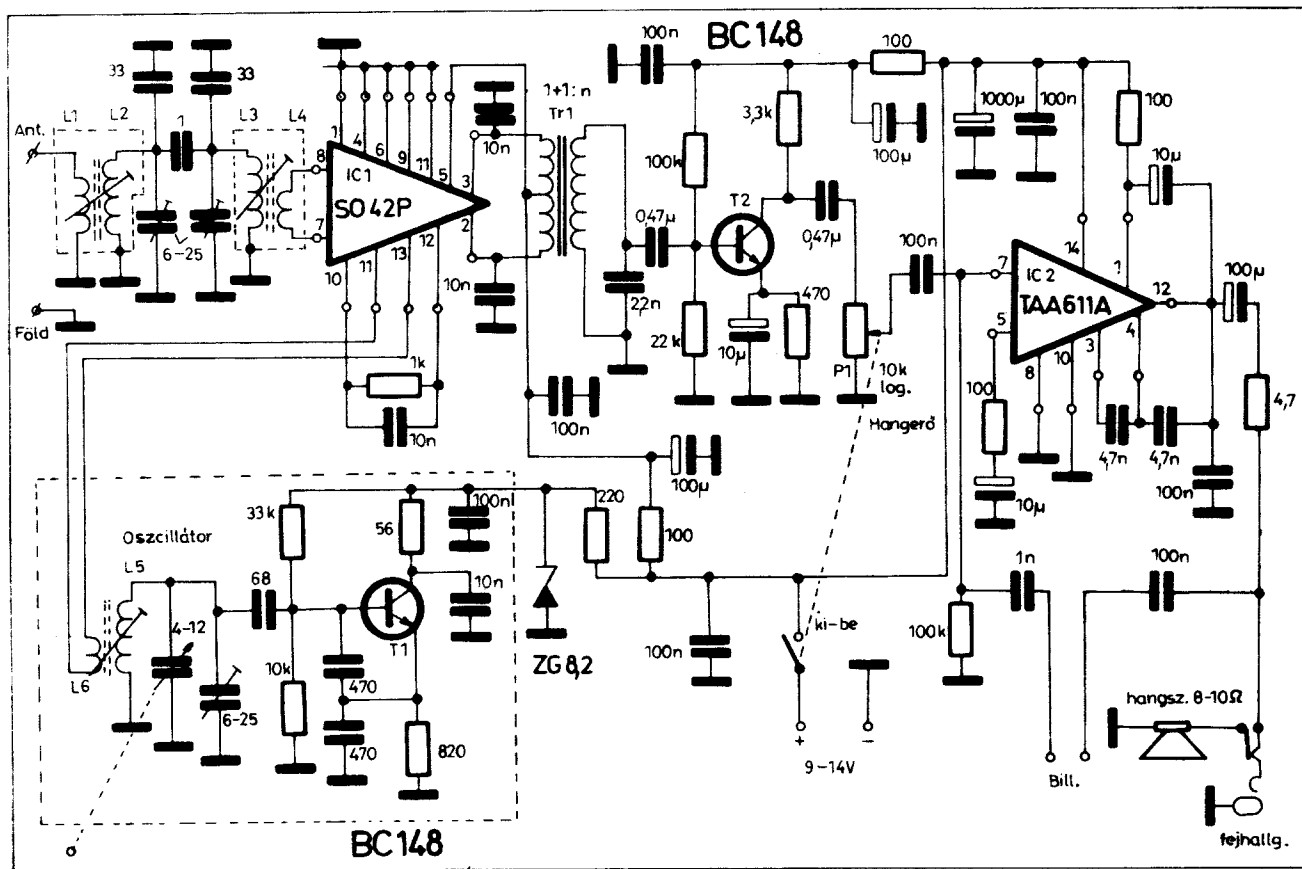 BC148
100n
33
33
L1
L2
1
L3
L4
Ant.
6-25
Föld
1
4
6
9
11
5
8
7
IC1
SO42P
3
2
10
11
13
12
1k
10n
10n
10n
1+1:n
Tr1
0,47µ
2,2n
100n
100k
22k
3,3k
T2
0,47µ
10µ
470
P1
10k
log.
Hangerő
100
100µ
1000µ
100n
100
10µ
100n
7
14
1
IC2
TAA611A
12
5
8
10
3
4
100µ
4,7
100
10µ
4,7n
4,7n
100n
100µ
100
220
Oszcillátor
33k
56
100n
L5
4-12
68
10n
T1
L6
6-25
10k
470
470
820
ZG8,2
100n
ki-be
+
−
9-14V
100k
1n
100n
Bill.
hangsz. 8-10Ω
fejhallg.
BC148